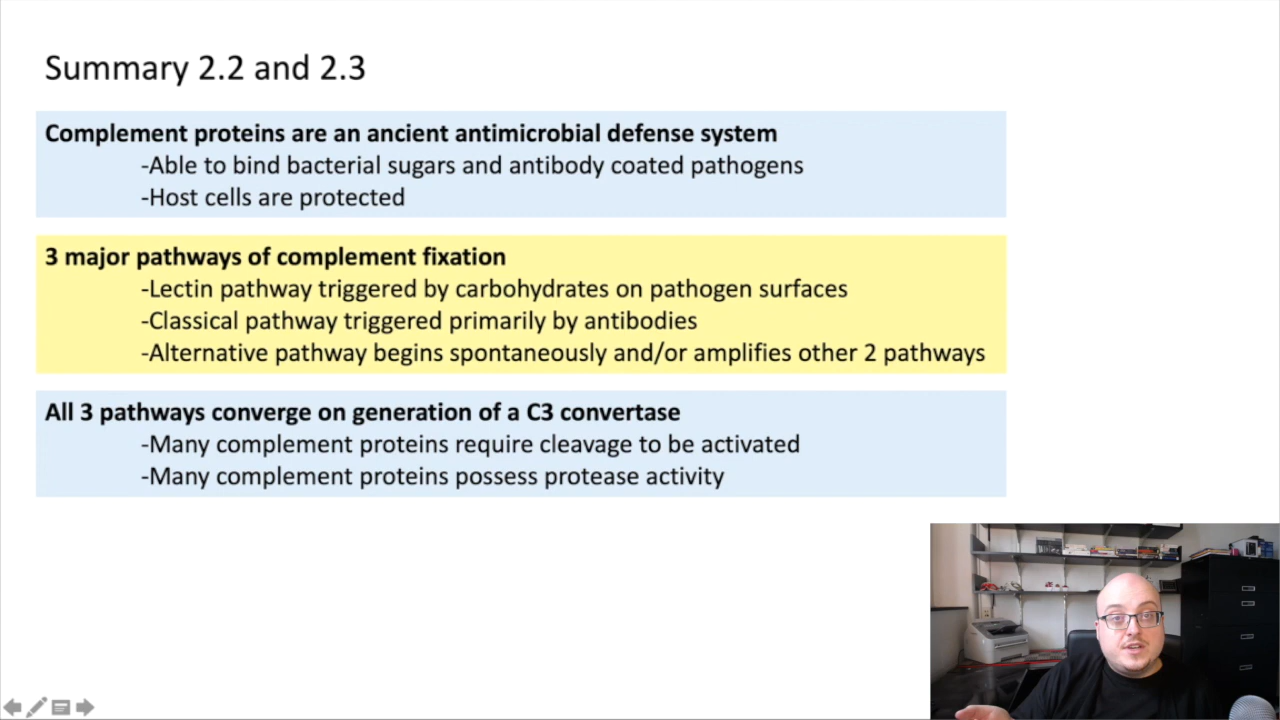 Summary 2.2 and 2.3
Complement proteins are an ancient antimicrobial defense system
-Able to bind bacterial sugars and antibody coated pathogens
-Host cells are protected
3 major pathways of complement fixation
-Lectin pathway triggered by carbohydrates on pathogen surfaces
-Classical pathway triggered primarily by antibodies
-Alternative pathway begins spontaneously and/or amplifies other 2 pathways
All 3 pathways converge on generation of a C3 convertase
-Many complement proteins require cleavage to be activated
-Many complement proteins possess protease activity